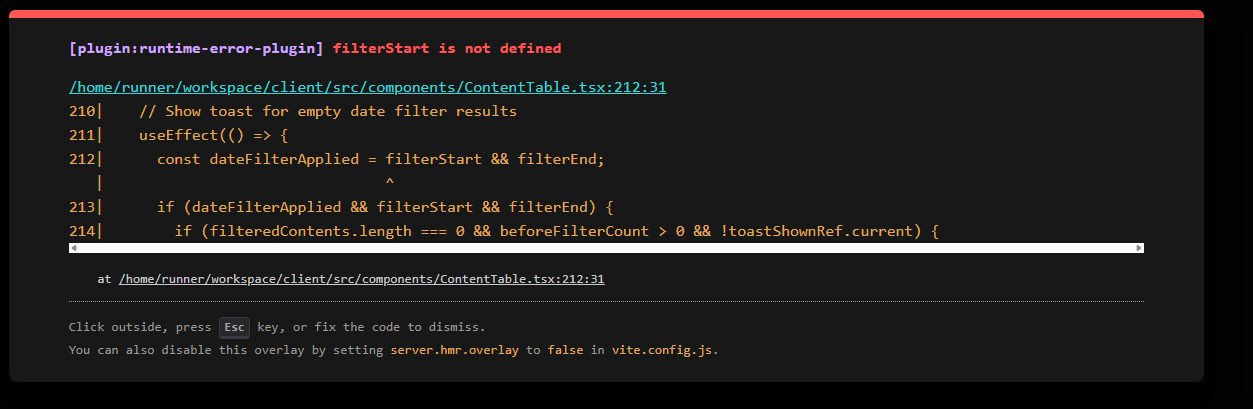 [plugin:runtime-error-plugin] filterStart is not defined
/home/runner/workspace/client/src/components/ContentTable.tsx:212:31
210|    // Show toast for empty date filter results
211|    useEffect(() => {
212|      const dateFilterApplied = filterStart && filterEnd;
   |                                ^
213|      if (dateFilterApplied && filterStart && filterEnd) {
214|        if (filteredContents.length === 0 && beforeFilterCount > 0 && !toastShownRef.current) {
at /home/runner/workspace/client/src/components/ContentTable.tsx:212:31
Click outside, press Esc key, or fix the code to dismiss.
You can also disable this overlay by setting server.hmr.overlay to false in vite.config.js.